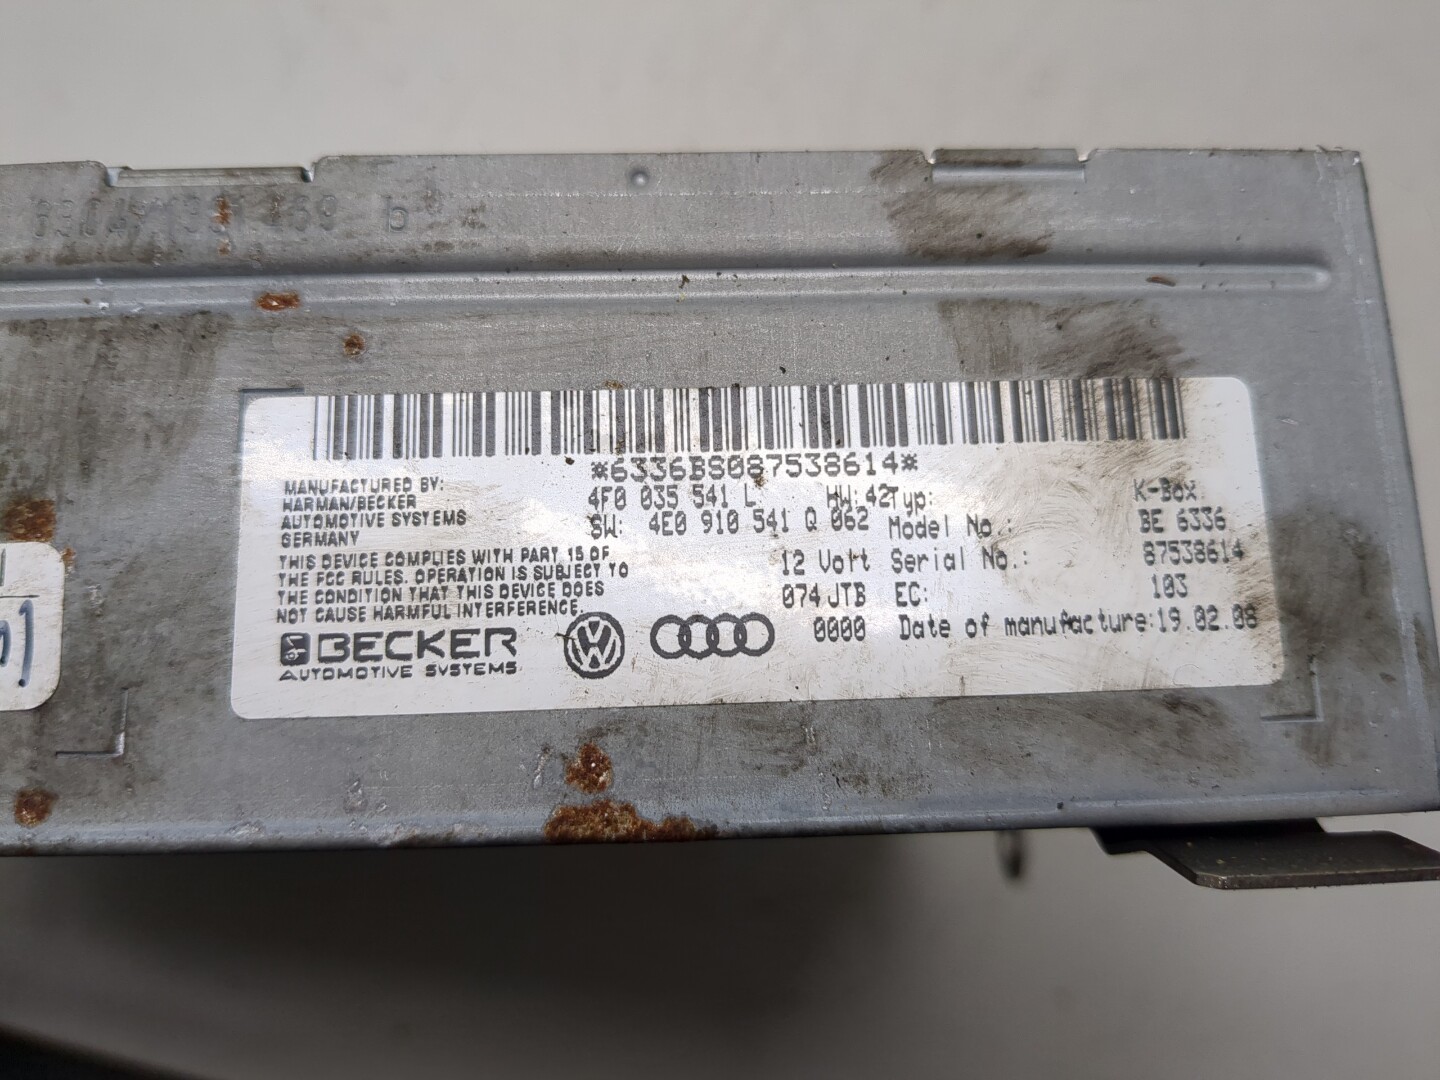 *6336BS087538614*
MANUFACTURED BY:
HARMAN/BECKER
AUTOMOTIVE SYSTEMS
GERMANY
THIS DEVICE COMPLIES WITH PART 15 OF
THE FCC RULES. OPERATION IS SUBJECT TO
THE CONDITION THAT THIS DEVICE DOES
NOT CAUSE HARMFUL INTERFERENCE.
BECKER
AUTOMOTIVE SYSTEMS
4F0 035 541 L HW: 42
SW: 4E0 910 541 Q 062
12 Volt
074 JTB
0000
Typ: K-Box
Model No.: BE 6336
Serial No.: 87538614
EC: 103
Date of manufacture: 19.02.08